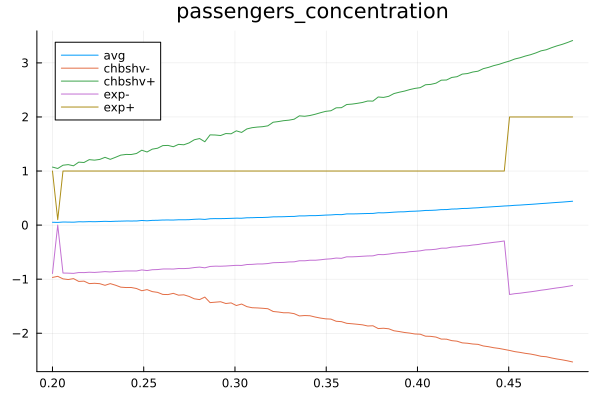 passengers_concentration
avg
chbshv-
chbshv+
exp-
exp+
3
2
1
0
−1
−2
0.20 0.25 0.30 0.35 0.40 0.45